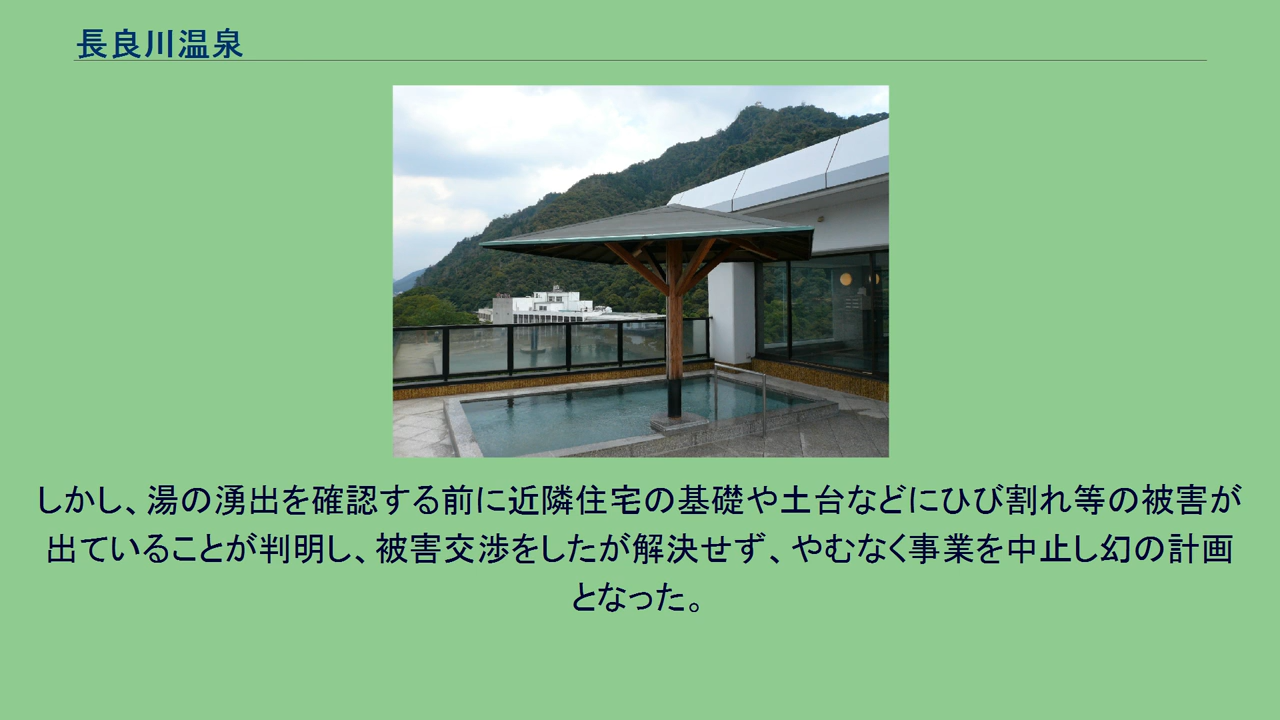 長良川温泉
しかし、湯の湧出を確認する前に近隣住宅の基礎や土台などにひび割れ等の被害が
出ていることが判明し、被害交渉をしたが解決せず、やむなく事業を中止し幻の計画
となった。